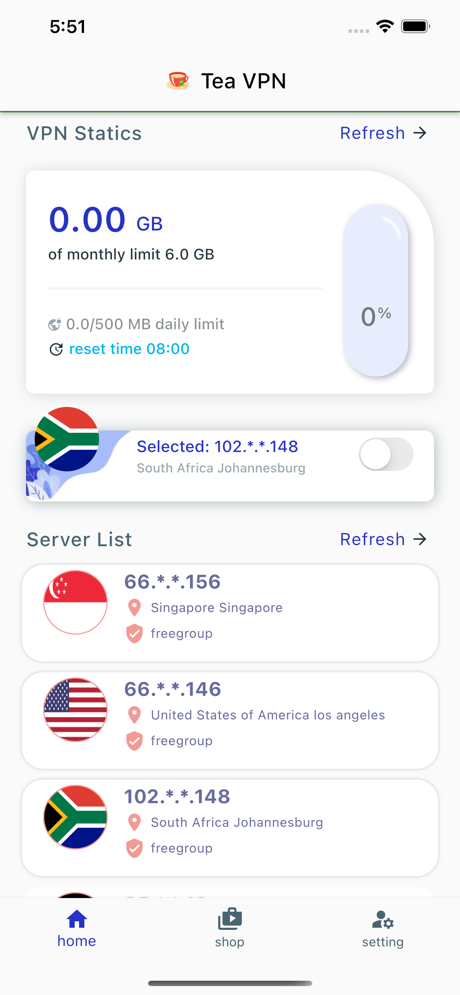 5:51
Tea VPN
VPN Statics
Refresh
0.00 GB
of monthly limit 6.0 GB
0%
0.0/500 MB daily limit
reset time 08:00
Selected: 102.*.*.148
South Africa Johannesburg
Server List
Refresh
66.*.*.156
Singapore Singapore
freegroup
66.*.*.146
United States of America los angeles
freegroup
102.*.*.148
South Africa Johannesburg
freegroup
home
shop
setting